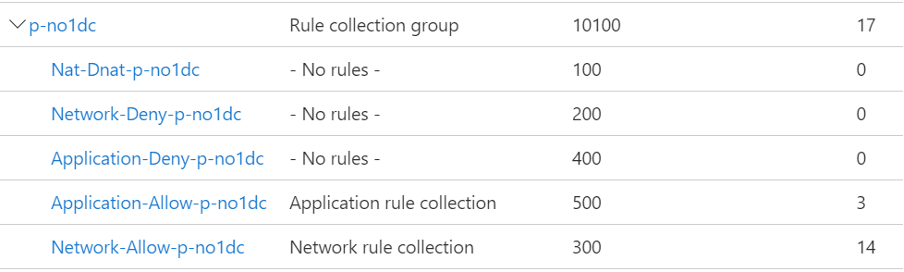 p-no1dc Rule collection group 10100 17
Nat-Dnat-p-no1dc - No rules - 100 0
Network-Deny-p-no1dc - No rules - 200 0
Application-Deny-p-no1dc - No rules - 400 0
Application-Allow-p-no1dc Application rule collection 500 3
Network-Allow-p-no1dc Network rule collection 300 14